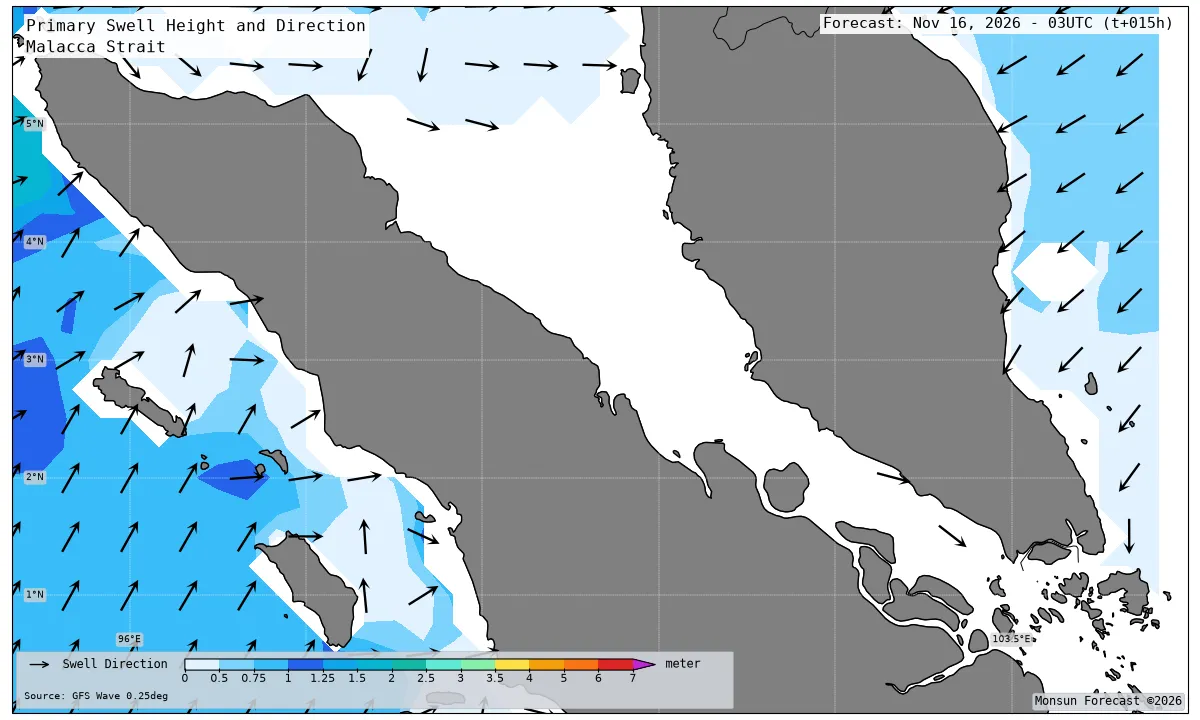 Primary Swell Height and Direction
Malacca Strait
Forecast: Nov 16, 2026 - 03UTC (t+015h)
5°N
4°N
3°N
2°N
1°N
96°E
103.5°E
Swell Direction
0 0.5 0.75 1 1.25 1.5 2 2.5 3 3.5 4 5 6 7
meter
Source: GFS Wave 0.25deg
Monsun Forecast ©2026